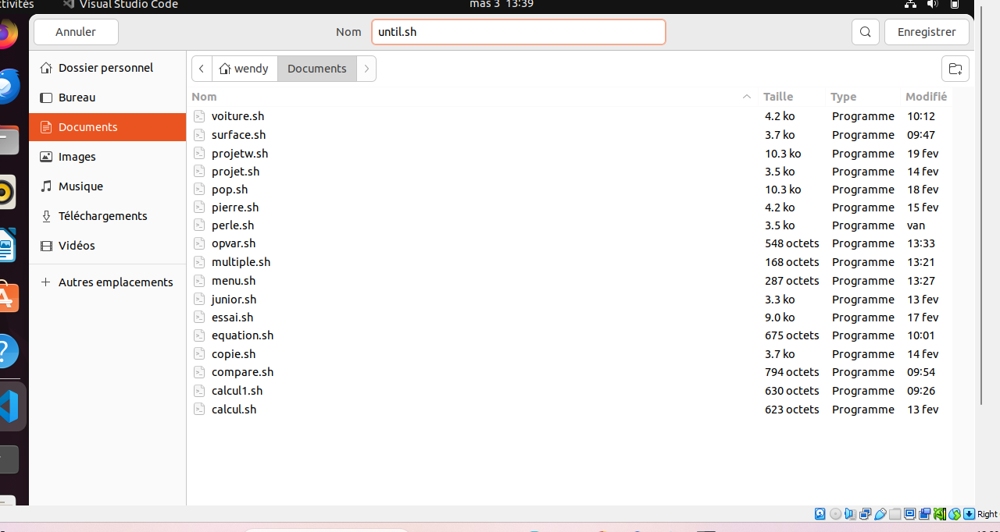 tivités Visual Studio Code mas 3 13:39
Annuler Nom until.sh Enregistrer
Dossier personnel
Bureau
Documents
Images
Musique
Téléchargements
Vidéos
Autres emplacements
wendy Documents
Nom Taille Type Modifié
voiture.sh 4.2 ko Programme 10:12
surface.sh 3.7 ko Programme 09:47
projetw.sh 10.3 ko Programme 19 fev
projet.sh 3.5 ko Programme 14 fev
pop.sh 10.3 ko Programme 18 fev
pierre.sh 4.2 ko Programme 15 fev
perle.sh 3.5 ko Programme van
opvar.sh 548 octets Programme 13:33
multiple.sh 168 octets Programme 13:21
menu.sh 287 octets Programme 13:27
junior.sh 3.3 ko Programme 13 fev
essai.sh 9.0 ko Programme 17 fev
equation.sh 675 octets Programme 10:01
copie.sh 3.7 ko Programme 14 fev
compare.sh 794 octets Programme 09:54
calcul1.sh 630 octets Programme 09:26
calcul.sh 623 octets Programme 13 fev
Right